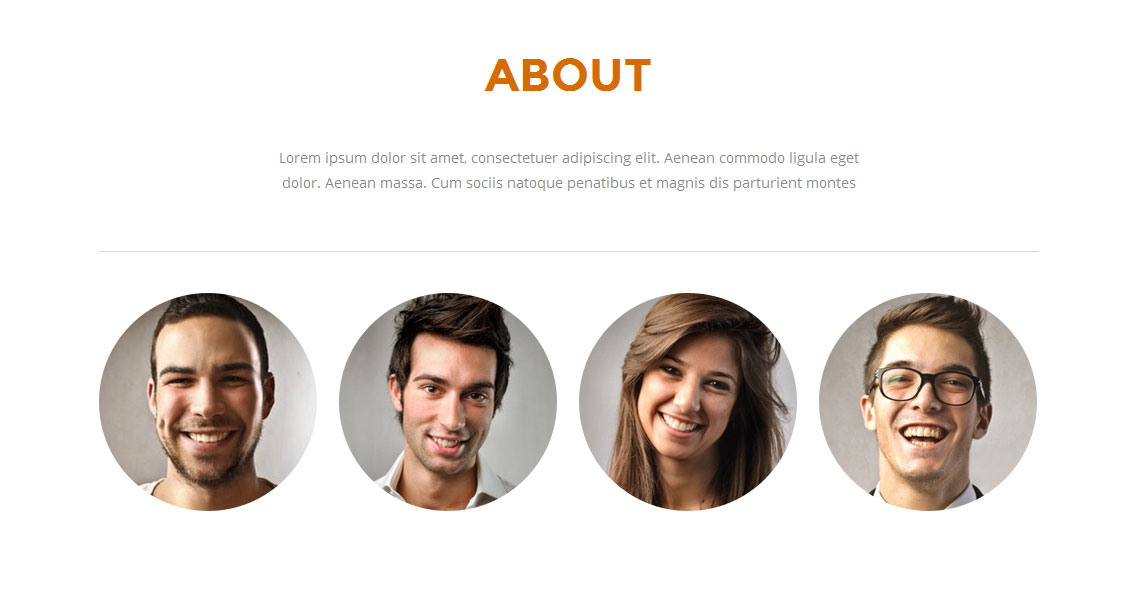 ABOUT
Lorem ipsum dolor sit amet, consectetuer adipiscing elit. Aenean commodo ligula eget
dolor. Aenean massa. Cum sociis natoque penatibus et magnis dis parturient montes